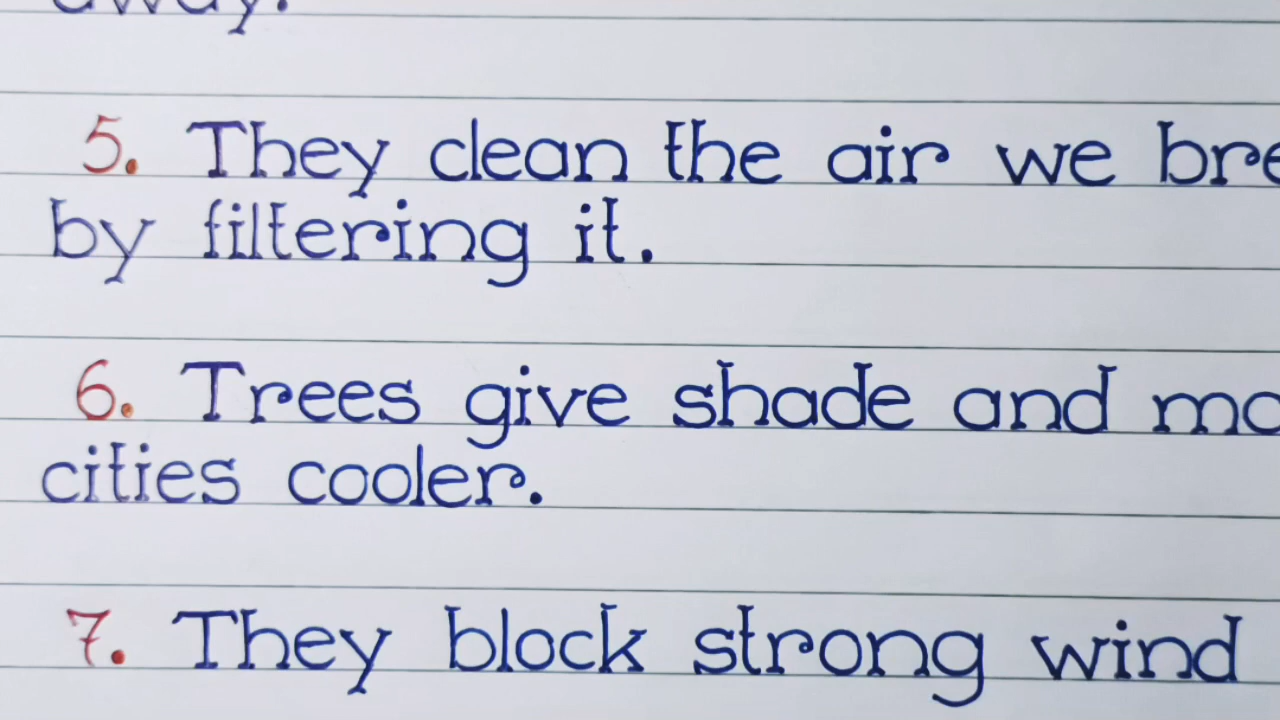 away.
5. They clean the air we bre
by filtering it.
6. Trees give shade and ma
cities cooler.
7. They block strong wind